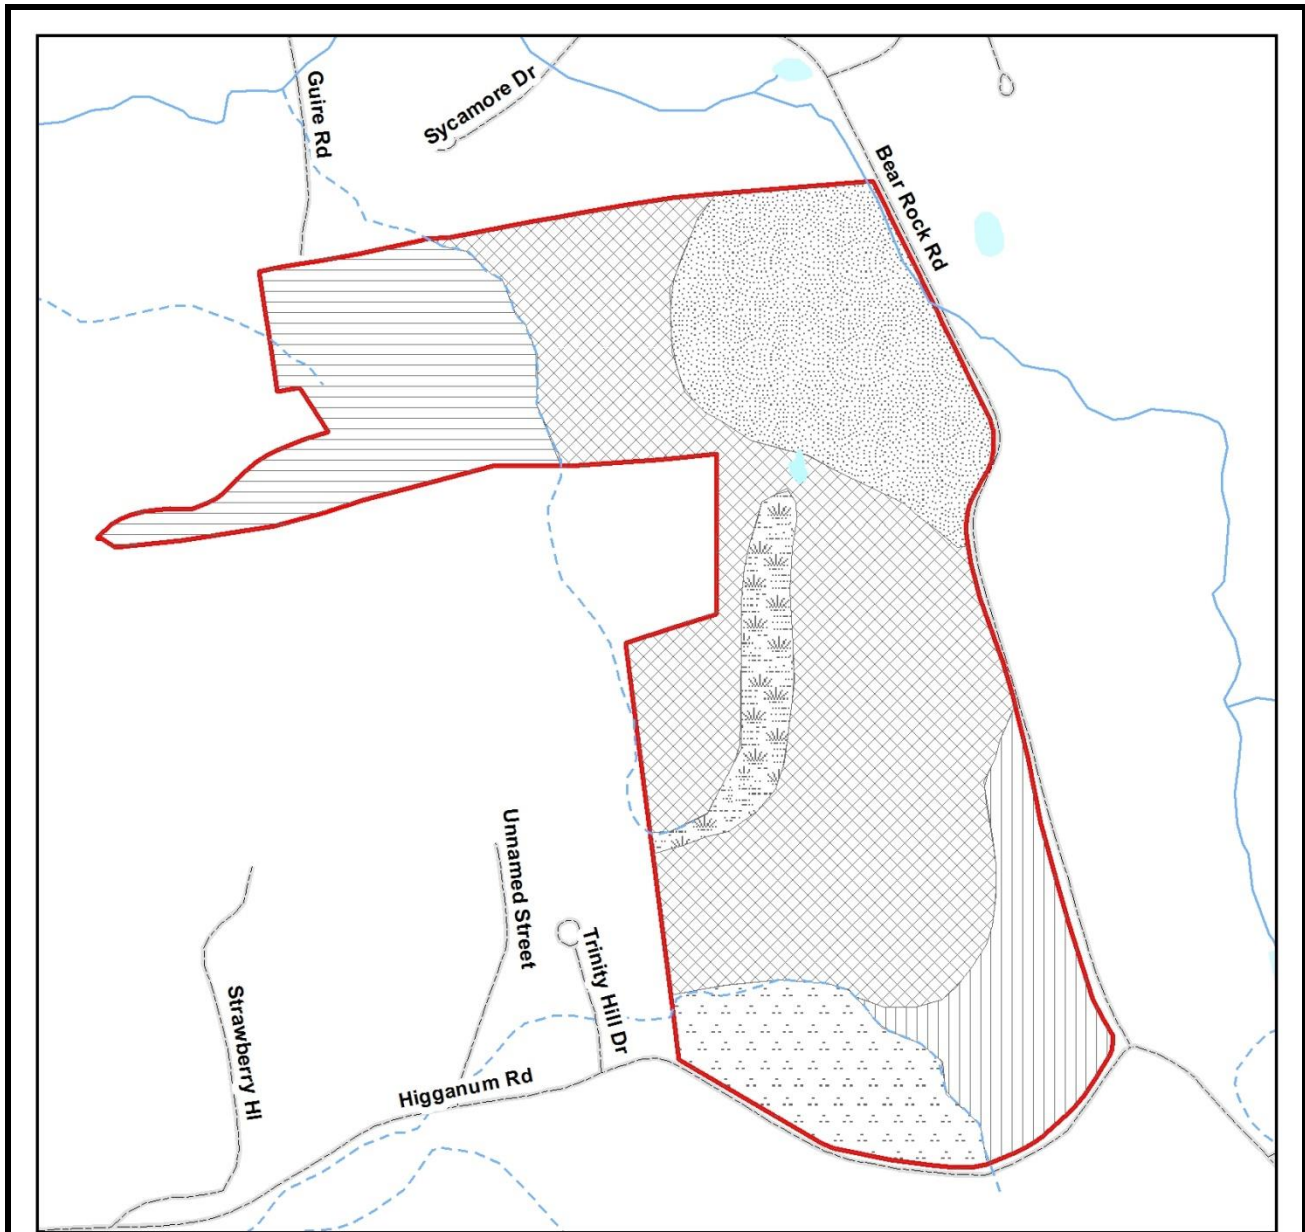 Guire Rd
Sycamore Dr
Bear Rock Rd
Unnamed Street
Trinity Hill Dr
Strawberry Hl
Higganum Rd